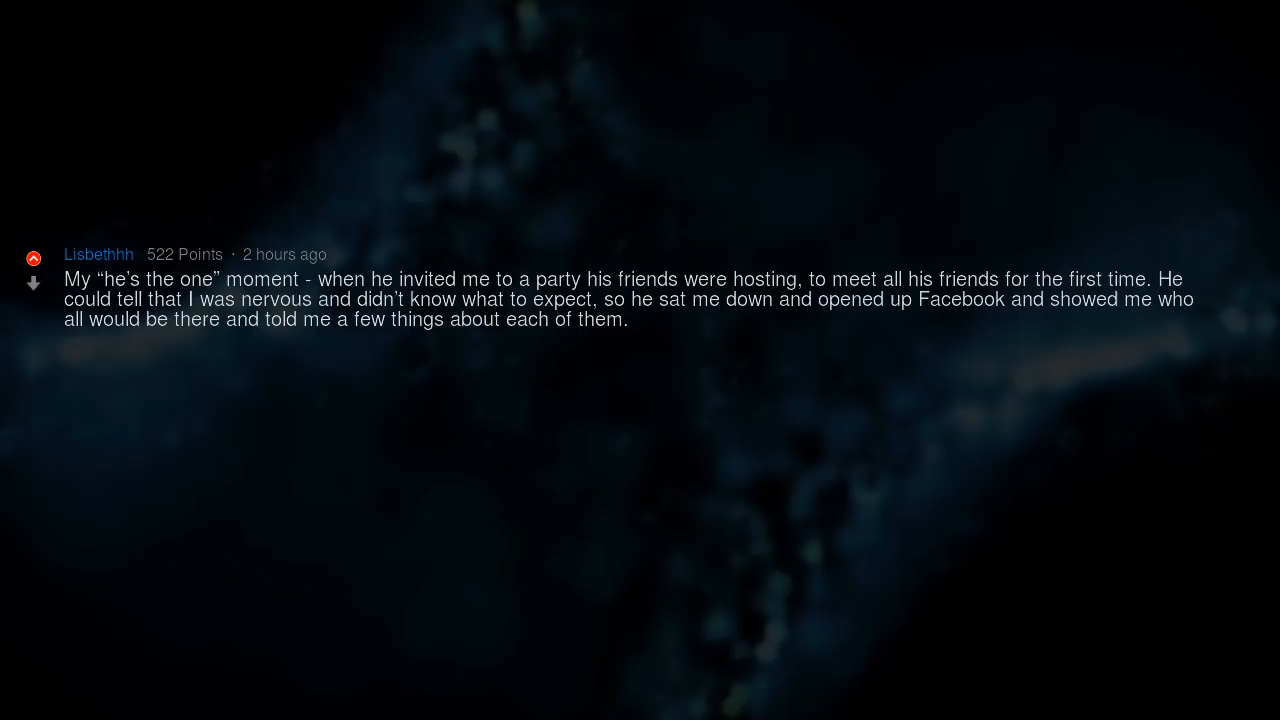 Lisbethhh 522 Points · 2 hours ago
My “he’s the one” moment - when he invited me to a party his friends were hosting, to meet all his friends for the first time. He
could tell that I was nervous and didn’t know what to expect, so he sat me down and opened up Facebook and showed me who
all would be there and told me a few things about each of them.